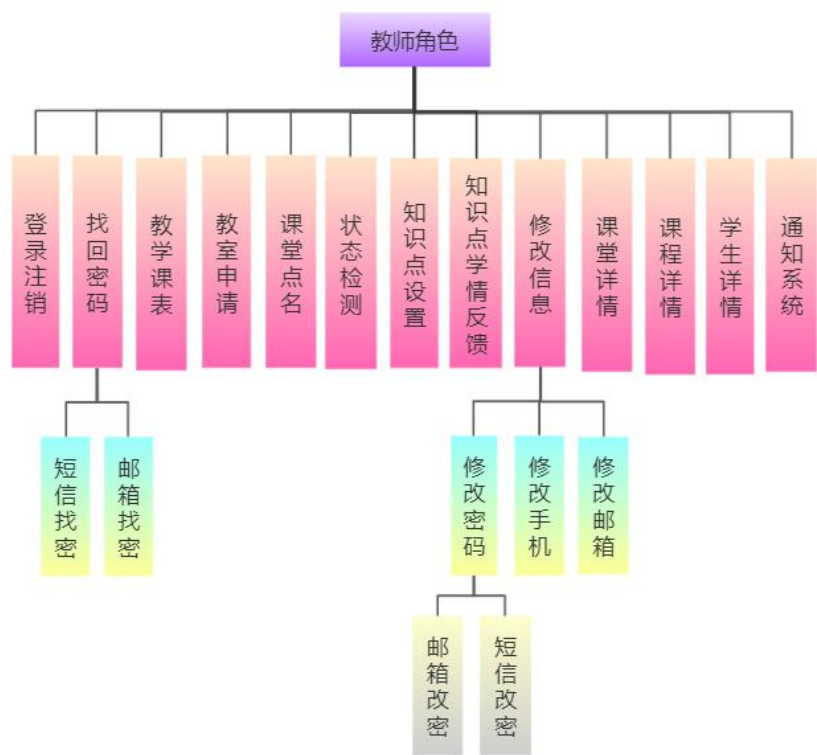 教师角色
登录注销
找回密码
教学课表
教室申请
课堂点名
状态检测
知识点设置
知识点学情反馈
修改信息
课堂详情
课程详情
学生详情
通知系统
短信找密
邮箱找密
修改密码
修改手机
修改邮箱
邮箱改密
短信改密